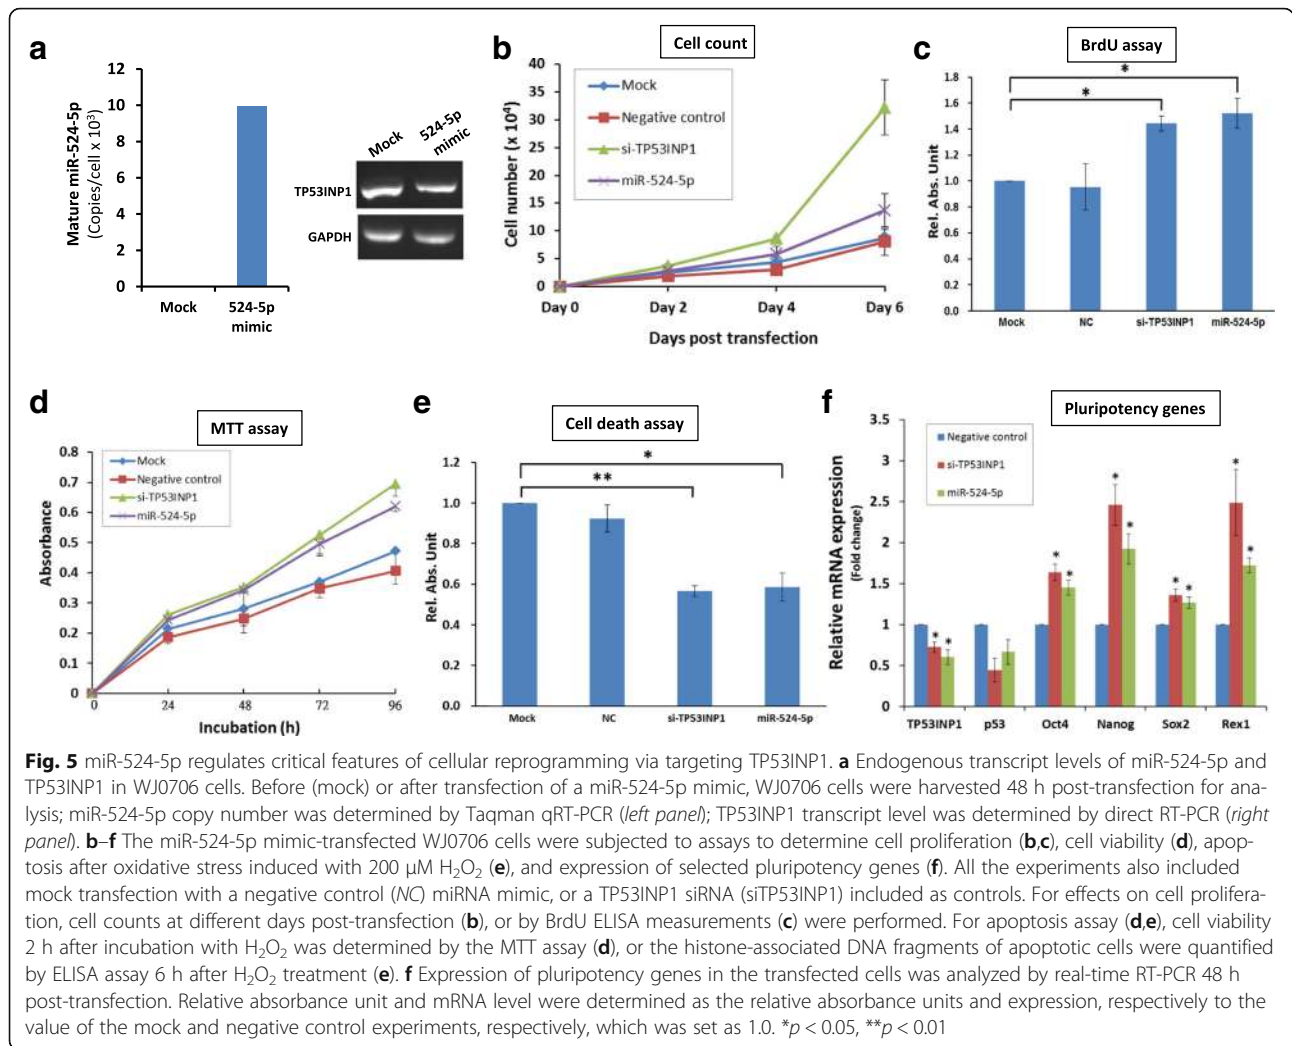 a
12
10
8
6
4
2
0
Mature miR-524-5p
(Copies/cell x 10³)
Mock
524-5p
mimic
Mock
524-5p
mimic
TP53INP1
GAPDH
b
Cell count
40
35
30
25
20
15
10
5
0
Cell number (x 10⁴)
Mock
Negative control
si-TP53INP1
miR-524-5p
Day 0 Day 2 Day 4 Day 6
Days post transfection
c
BrdU assay
1.8
1.6
1.4
1.2
1.0
0.8
0.6
0.4
0.2
0.0
Rel. Abs. Unit
*
*
Mock NC si-TP53INP1 miR-524-5p
d
MTT assay
0.8
0.7
0.6
0.5
0.4
0.3
0.2
0.1
0
Absorbance
Mock
Negative control
si-TP53INP1
miR-524-5p
0 24 48 72 96
Incubation (h)
e
Cell death assay
1.2
1.0
0.8
0.6
0.4
0.2
0.0
Rel. Abs. Unit
*
**
Mock NC si-TP53INP1 miR-524-5p
f
Pluripotency genes
3.5
3
2.5
2
1.5
1
0.5
0
Relative mRNA expression
(Fold change)
Negative control
si-TP53INP1
miR-524-5p
* * * * * * * * * *
TP53INP1 p53 Oct4 Nanog Sox2 Rex1
Fig. 5 miR-524-5p regulates critical features of cellular reprogramming via targeting TP53INP1. a Endogenous transcript levels of miR-524-5p and
TP53INP1 in WJ0706 cells. Before (mock) or after transfection of a miR-524-5p mimic, WJ0706 cells were harvested 48 h post-transfection for ana-
lysis; miR-524-5p copy number was determined by Taqman qRT-PCR (left panel); TP53INP1 transcript level was determined by direct RT-PCR (right
panel). b–f The miR-524-5p mimic-transfected WJ0706 cells were subjected to assays to determine cell proliferation (b,c), cell viability (d), apop-
tosis after oxidative stress induced with 200 μM H₂O₂ (e), and expression of selected pluripotency genes (f). All the experiments also included
mock transfection with a negative control (NC) miRNA mimic, or a TP53INP1 siRNA (siTP53INP1) included as controls. For effects on cell prolifera-
tion, cell counts at different days post-transfection (b), or by BrdU ELISA measurements (c) were performed. For apoptosis assay (d,e), cell viability
2 h after incubation with H₂O₂ was determined by the MTT assay (d), or the histone-associated DNA fragments of apoptotic cells were quantified
by ELISA assay 6 h after H₂O₂ treatment (e). f Expression of pluripotency genes in the transfected cells was analyzed by real-time RT-PCR 48 h
post-transfection. Relative absorbance unit and mRNA level were determined as the relative absorbance units and expression, respectively to the
value of the mock and negative control experiments, respectively, which was set as 1.0. *p < 0.05, **p < 0.01